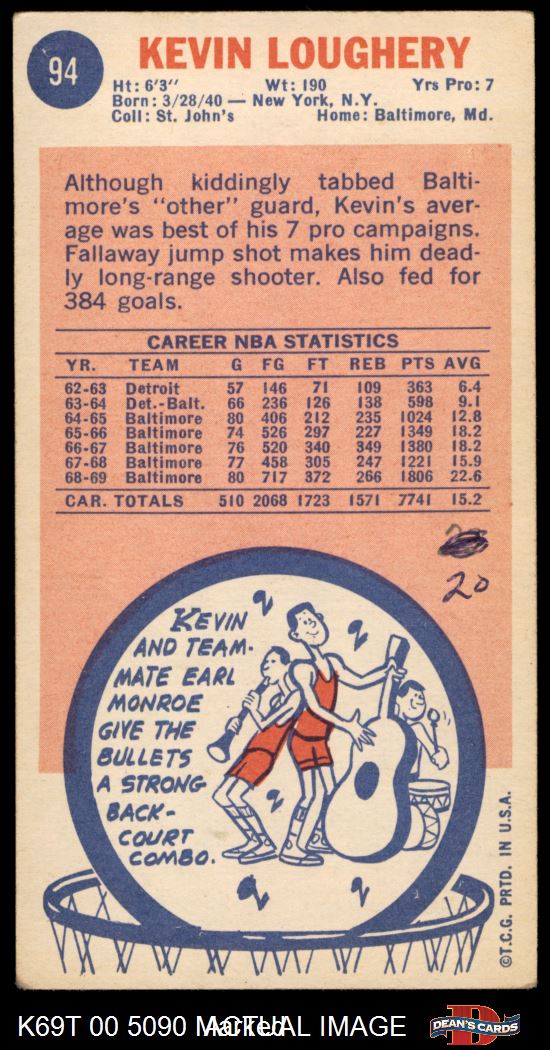 94
KEVIN LOUGHERY
Ht: 6'3" Wt: 190 Yrs Pro: 7
Born: 3/28/40 — New York, N.Y.
Coll: St. John's Home: Baltimore, Md.
Although kiddingly tabbed Balti-
more's "other" guard, Kevin's aver-
age was best of his 7 pro campaigns.
Fallaway jump shot makes him dead-
ly long-range shooter. Also fed for
384 goals.
CAREER NBA STATISTICS
YR. TEAM G FG FT REB PTS AVG
62-63 Detroit 57 146 71 109 363 6.4
63-64 Det.-Balt. 66 236 126 138 598 9.1
64-65 Baltimore 80 406 212 235 1024 12.8
65-66 Baltimore 74 526 297 227 1349 18.2
66-67 Baltimore 76 520 340 349 1380 18.2
67-68 Baltimore 77 458 305 247 1221 15.9
68-69 Baltimore 80 717 372 266 1806 22.6
CAR. TOTALS 510 2068 1723 1571 7741 15.2
20
KEVIN
AND TEAM-
MATE EARL
MONROE
GIVE THE
BULLETS
A STRONG
BACK-
COURT
COMBO.
©T.C.G. PRTD. IN U.S.A.
K69T 00 5090 M ACTUAL IMAGE
Marked
D
DEAN'S CARDS